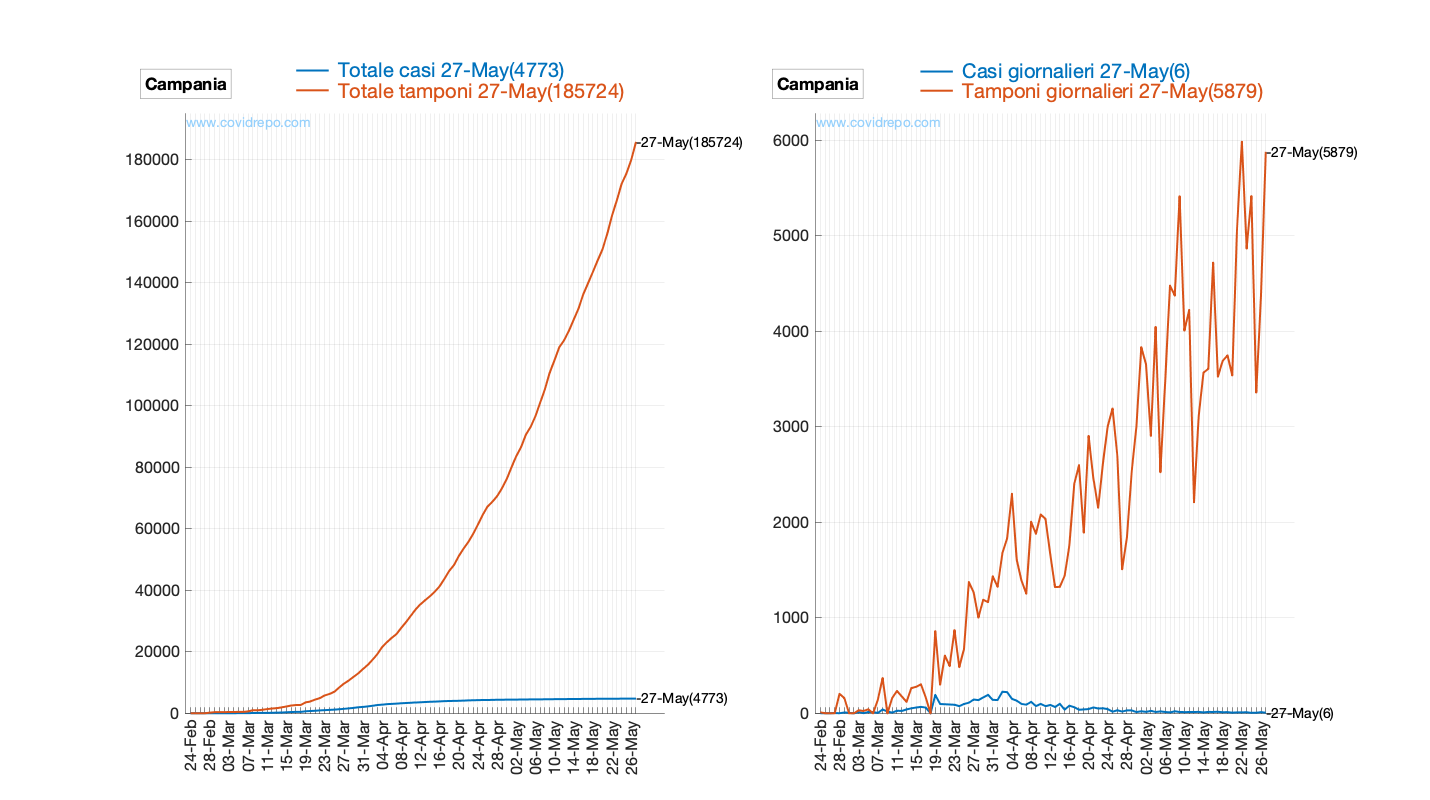 Campania
Totale casi 27-May(4773)
Totale tamponi 27-May(185724)
www.covidrepo.com
-27-May(185724)
180000
160000
140000
120000
100000
80000
60000
40000
20000
0
-27-May(4773)
24-Feb
28-Feb
03-Mar
07-Mar
11-Mar
15-Mar
19-Mar
23-Mar
27-Mar
31-Mar
04-Apr
08-Apr
12-Apr
16-Apr
20-Apr
24-Apr
28-Apr
02-May
06-May
10-May
14-May
18-May
22-May
26-May
Campania
Casi giornalieri 27-May(6)
Tamponi giornalieri 27-May(5879)
www.covidrepo.com
6000
-27-May(5879)
5000
4000
3000
2000
1000
0
-27-May(6)
24-Feb
28-Feb
03-Mar
07-Mar
11-Mar
15-Mar
19-Mar
23-Mar
27-Mar
31-Mar
04-Apr
08-Apr
12-Apr
16-Apr
20-Apr
24-Apr
28-Apr
02-May
06-May
10-May
14-May
18-May
22-May
26-May